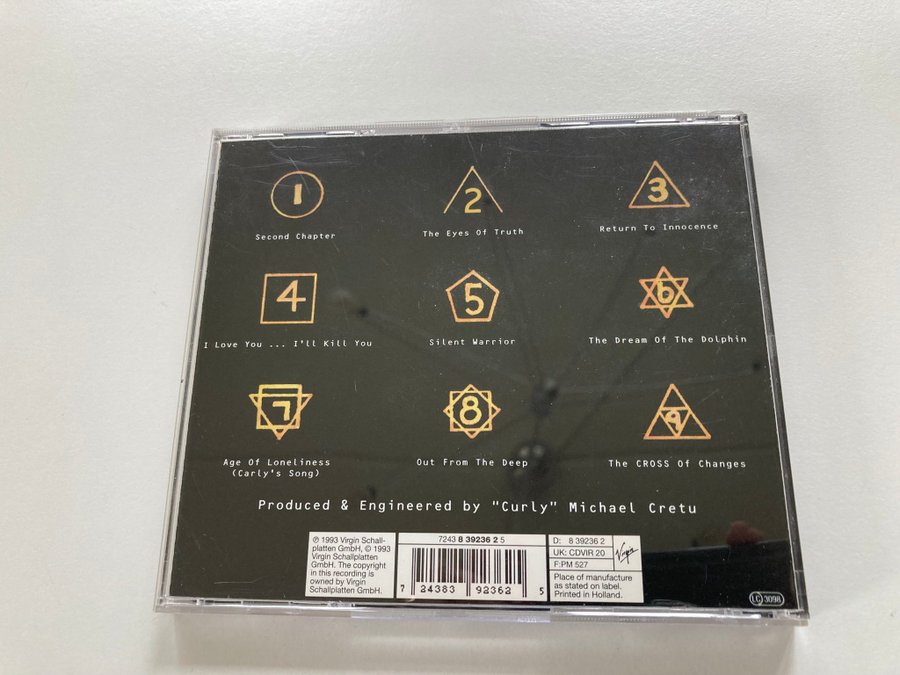 1
2
3
Second Chapter
The Eyes Of Truth
Return To Innocence
4
5
6
I Love You ... I'll Kill You
Silent Warrior
The Dream Of The Dolphin
7
8
9
Age Of Loneliness
(Carly's Song)
Out From The Deep
The CROSS Of Changes
Produced & Engineered by "Curly" Michael Cretu
℗ 1993 Virgin Schall-
platten GmbH, © 1993
Virgin Schallplatten
GmbH. The copyright
in this recording is
owned by Virgin
Schallplatten GmbH.
7243 8 39236 2 5
7 24383 92362 5
D: 8 39236 2
UK: CDVIR 20
F:PM 527
Virgin
Place of manufacture
as stated on label.
Printed in Holland.
LC 3098